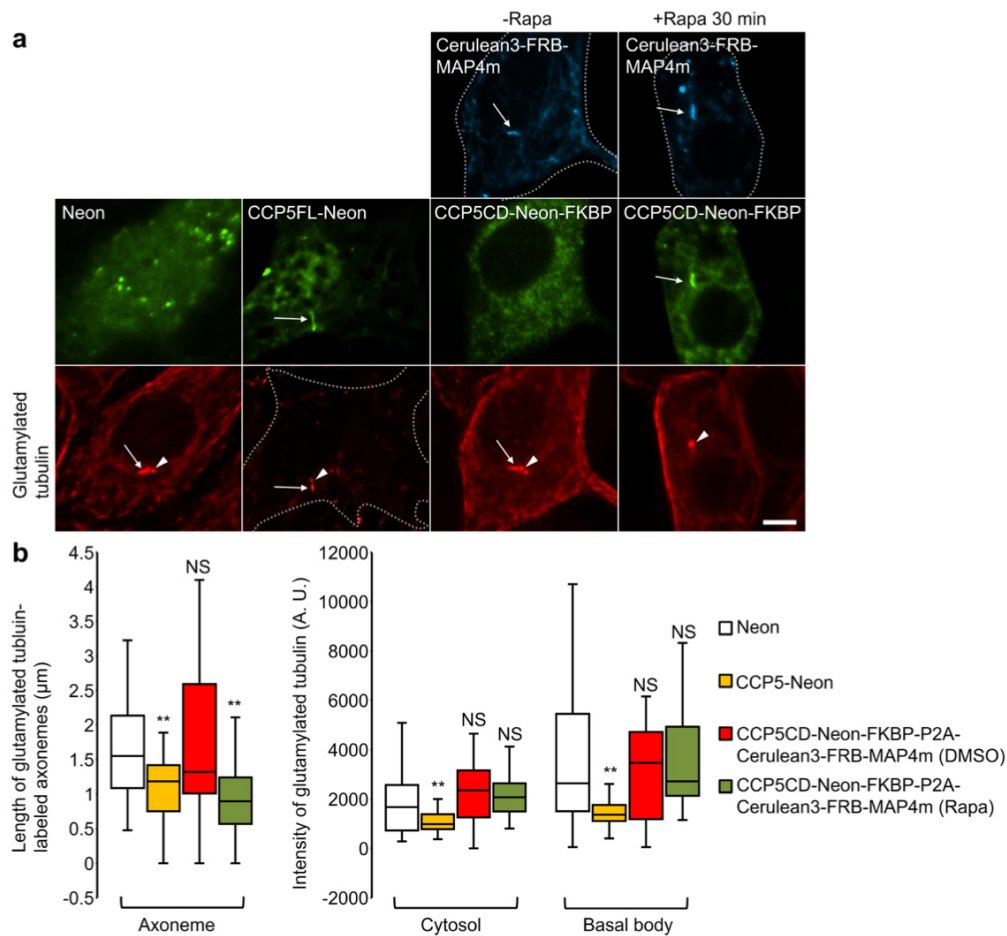 a
-Rapa
+Rapa 30 min
Cerulean3-FRB-
MAP4m
Cerulean3-FRB-
MAP4m
Neon
CCP5FL-Neon
CCP5CD-Neon-FKBP
CCP5CD-Neon-FKBP
Glutamylated
tubulin
b
Length of glutamylated tubluin-
labeled axonemes (μm)
4.5
4
3.5
3
2.5
2
1.5
1
0.5
0
-0.5
**
NS
**
Axoneme
Intensity of glutamylated tubulin (A. U.)
12000
10000
8000
6000
4000
2000
0
-2000
**
NS
NS
Cytosol
**
NS
NS
Basal body
Neon
CCP5-Neon
CCP5CD-Neon-FKBP-P2A-
Cerulean3-FRB-MAP4m (DMSO)
CCP5CD-Neon-FKBP-P2A-
Cerulean3-FRB-MAP4m (Rapa)